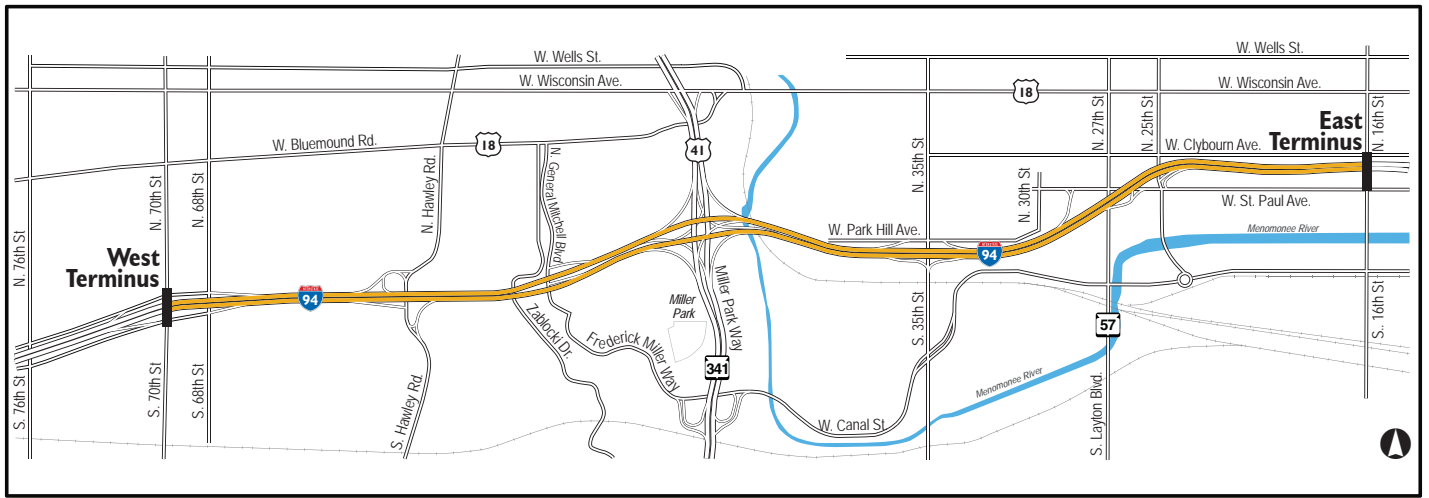 W. Wells St.
W. Wells St.
W. Wisconsin Ave.
W. Wisconsin Ave.
18
N. 27th St
N. 25th St
N. 16th St
East
Terminus
W. Bluemound Rd.
18
41
W. Clybourn Ave.
N. 35th St
N. General Mitchell Blvd
N. Hawley Rd.
N. 68th St
N. 70th St
N. 76th St
N. 30th St
W. St. Paul Ave.
W. Park Hill Ave.
Menomonee River
94
West
Terminus
94
Miller
Park
Miller Park Way
Zablocki Dr.
Frederick Miller Way
S. 35th St
57
S.. 16th St
341
Menomonee River
S. 76th St
S. 70th St
S. 68th St
S. Hawley Rd.
W. Canal St
S. Layton Blvd.